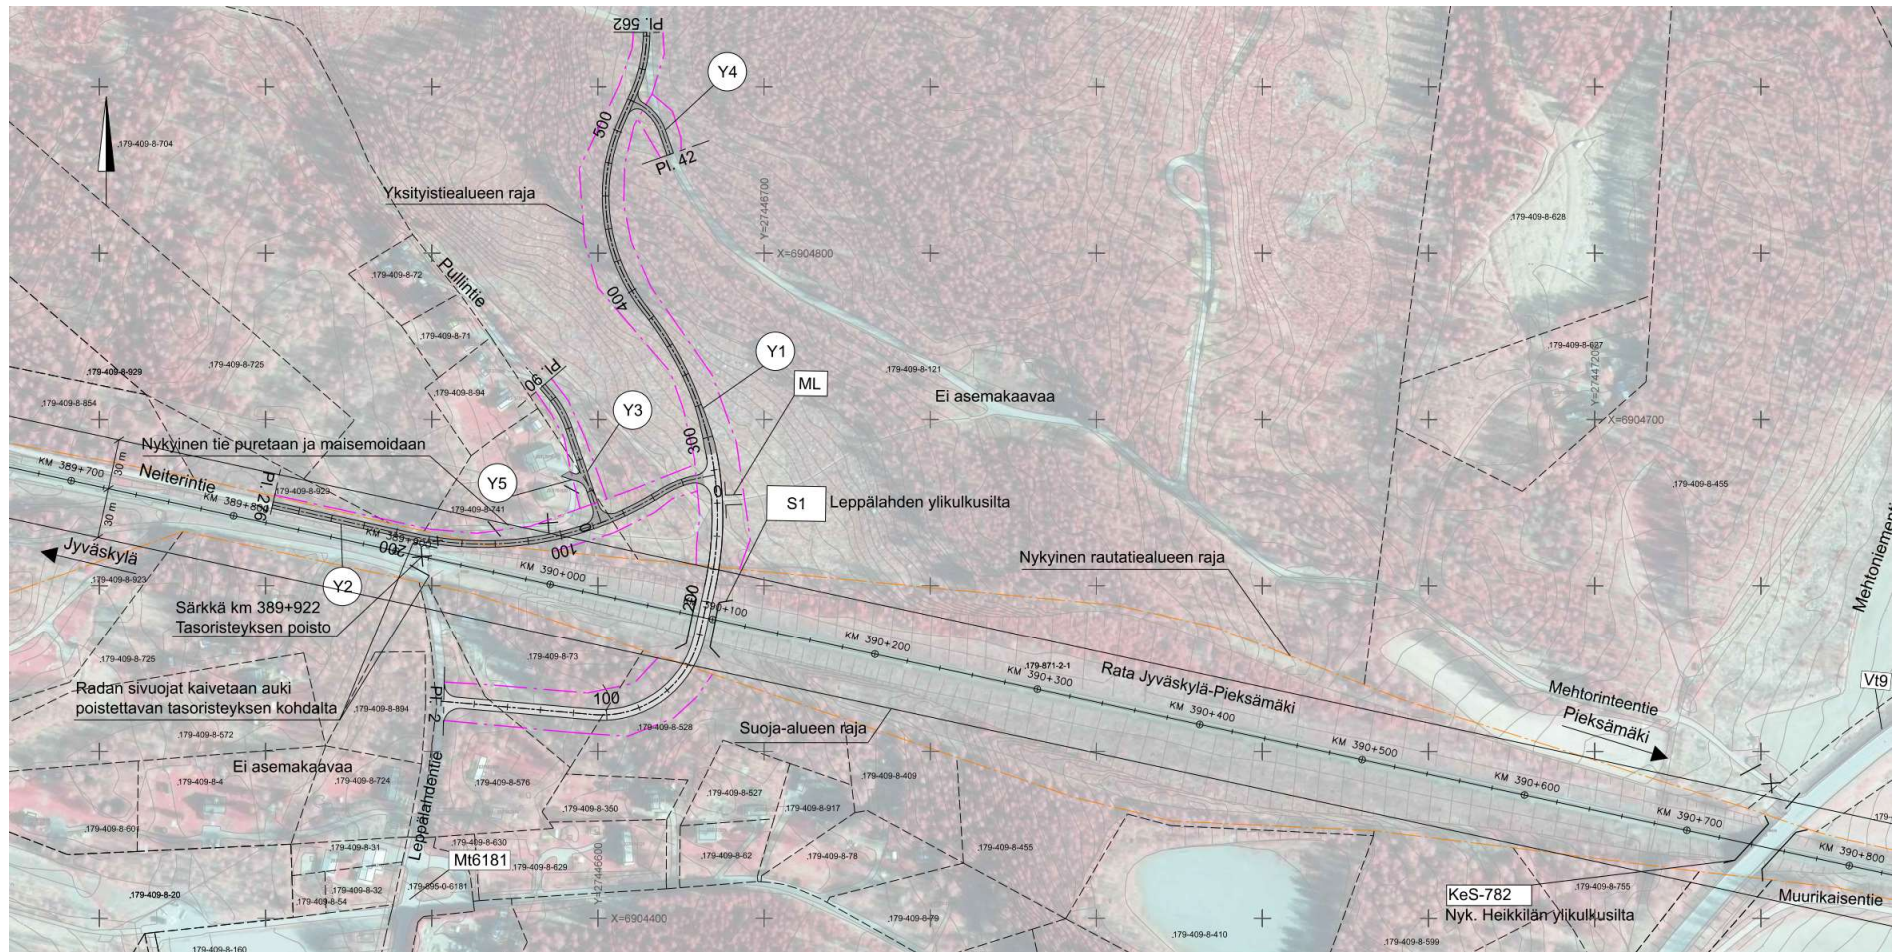 Pl. 562
Y4
500
179-409-8-704
Pl. 42
Yksityistiealueen raja
Y=27446700
X=6904800
179-409-8-628
179-409-8-72
Pullintie
400
179-409-8-71
Y1
179-409-8-627
Y=27447200
179-409-8-725
179-409-8-929
179-409-8-121
Pl. 90
ML
179-409-8-94
Ei asemakaavaa
179-409-8-854
Y3
X=6904700
Nykyinen tie puretaan ja maisemoidaan
300
30 m
KM 389+700
Neiterintie
Pl. 226
179-409-8-929
Y5
0
179-409-8-455
S1
Leppälahden ylikulkusilta
179-409-8-741
30 m
0
Jyväskylä
200
100
Nykyinen rautatiealueen raja
Mehtoniementie
179-409-8-923
Y2
KM 390+000
Särkkä km 389+922
Tasoristeyksen poisto
200
390+100
KM 390+200
179-409-8-725
179-409-8-73
179-871-2-1
KM 390+300
Rata Jyväskylä-Pieksämäki
Radan sivuojat kaivetaan auki
poistettavan tasoristeyksen kohdalta
Pl. 2
100
Mehtorinteentie
Pieksämäki
Vt9
179-409-8-894
179-409-8-528
KM 390+400
Suoja-alueen raja
179-409-8-572
KM 390+500
Ei asemakaavaa
179-409-8-4
179-409-8-724
179-409-8-576
179-409-8-409
KM 390+600
179-409-8-527
179-409-8-350
179-409-8-917
KM 390+700
Leppälahdentie
179-409-8-60
179-409-8-31
179-409-8-630
Mt6181
179-409-8-629
179-409-8-62
179-409-8-78
179-409-8-455
KM 390+800
179-409-8-20
179-409-8-32
179-895-0-6181
179-409-8-54
Y=27446600
KeS-782
179-409-8-755
Muurikaisentie
Nyk. Heikkilän ylikulkusilta
X=6904400
179-409-8-79
179-409-8-160
179-409-8-410
179-409-8-599